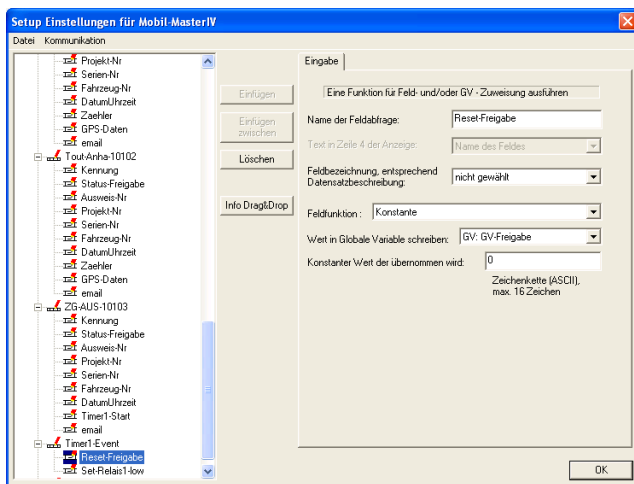 Setup Einstellungen für Mobil-MasterIV
Datei Kommunikation
Projekt-Nr
Serien-Nr
Fahrzeug-Nr
DatumUhrzeit
Zaehler
GPS-Daten
email
Tout-Anha-10102
Kennung
Status-Freigabe
Ausweis-Nr
Projekt-Nr
Serien-Nr
Fahrzeug-Nr
DatumUhrzeit
Zaehler
GPS-Daten
email
ZG-AUS-10103
Kennung
Status-Freigabe
Ausweis-Nr
Projekt-Nr
Serien-Nr
Fahrzeug-Nr
DatumUhrzeit
Timer1-Start
email
Timer1-Event
Reset-Freigabe
Set-Relais1-low
Einfügen
Einfügen
zwischen
Löschen
Info Drag&Drop
Eingabe
Eine Funktion für Feld- und/oder GV - Zuweisung ausführen
Name der Feldabfrage: Reset-Freigabe
Text in Zeile 4 der Anzeige: Name des Feldes
Feldbezeichnung, entsprechend
Datensatzbeschreibung: nicht gewählt
Feldfunktion : Konstante
Wert in Globale Variable schreiben: GV: GV-Freigabe
Konstanter Wert der übernommen wird: 0
Zeichenkette (ASCII),
max. 16 Zeichen
OK